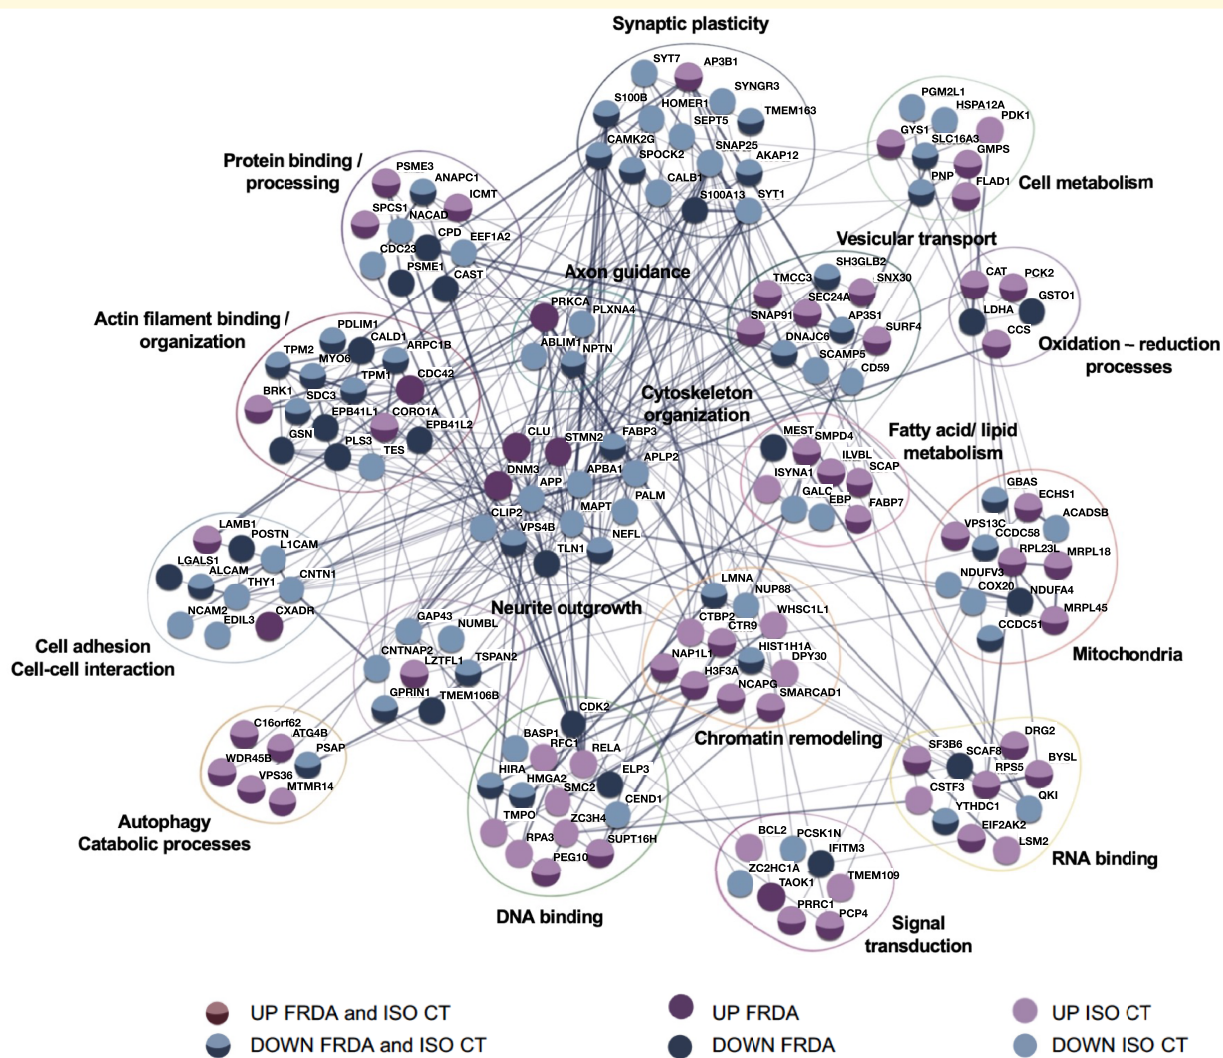 Synaptic plasticity
SYT7
AP3B1
SYNGR3
S100B
HOMER1
TMEM163
SEPT5
CAMK2G
SNAP25
SPOCK2
AKAP12
CALB1
S100A13
SYT1
PGM2L1
HSPA12A
PDK1
GYS1
SLC16A3
GMPS
PNP
FLAD1
Cell metabolism
Protein binding /
processing
PSME3
ANAPC1
ICMT
SPCS1
NACAD
CPD
EEF1A2
CDC23
PSME1
CAST
Axon guidance
PRKCA
PLXNA4
ABLIM1
NPTN
Vesicular transport
SH3GLB2
TMCC3
SNX30
SEC24A
SNAP91
AP3S1
SURF4
DNAJC6
SCAMP5
CD59
CAT
PCK2
GSTO1
LDHA
CCS
Oxidation – reduction
processes
Actin filament binding /
organization
PDLIM1
CALD1
ARPC1B
TPM2
MYO6
TPM1
CDC42
BRK1
SDC3
EPB41L1
CORO1A
EPB41L2
GSN
PLS3
TES
Cytoskeleton
organization
CLU
STMN2
FABP3
DNM3
APBA1
APLP2
APP
PALM
MAPT
CLIP2
VPS4B
NEFL
TLN1
Fatty acid/ lipid
metabolism
MEST
SMPD4
ILVBL
ISYNA1
SCAP
GALC
EBP
FABP7
GBAS
ECHS1
ACADSB
VPS13C
CCDC58
RPL23L
MRPL18
NDUFV3
COX20
NDUFA4
MRPL45
CCDC51
Mitochondria
LAMB1
POSTN
L1CAM
LGALS1
ALCAM
THY1
CNTN1
NCAM2
CXADR
EDIL3
Cell adhesion
Cell-cell interaction
Neurite outgrowth
GAP43
NUMBL
CNTNAP2
LZTFL1
TSPAN2
GPRIN1
TMEM106B
LMNA
NUP88
WHSC1L1
CTBP2
CTR9
HIST1H1A
NAP1L1
DPY30
H3F3A
NCAPG
SMARCAD1
Chromatin remodeling
C16orf62
ATG4B
PSAP
WDR45B
VPS36
MTMR14
Autophagy
Catabolic processes
CDK2
BASP1
RFC1
RELA
HIRA
ELP3
HMGA2
SMC2
CEND1
TMPO
ZC3H4
RPA3
SUPT16H
PEG10
DNA binding
DRG2
SF3B6
SCAF8
BYSL
RPS5
CSTF3
QKI
YTHDC1
EIF2AK2
LSM2
RNA binding
BCL2
PCSK1N
IFITM3
ZC2HC1A
TMEM109
TAOK1
PRRC1
PCP4
Signal
transduction
UP FRDA and ISO CT
UP FRDA
UP ISO CT
DOWN FRDA and ISO CT
DOWN FRDA
DOWN ISO CT